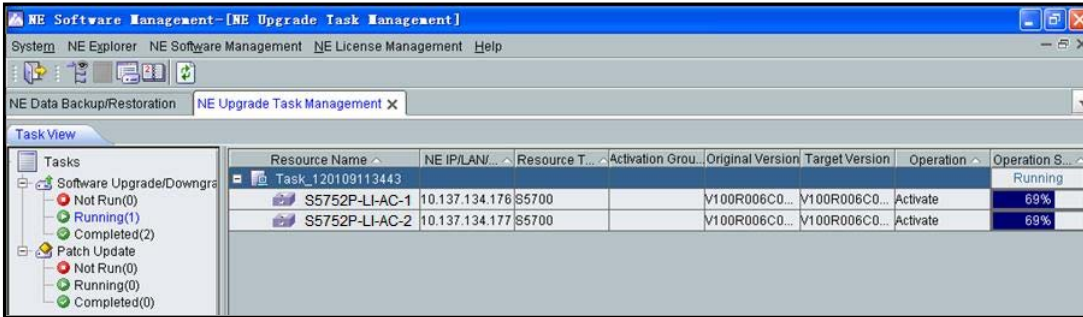 NE Software Management-[NE Upgrade Task Management]
System NE Explorer NE Software Management NE License Management Help
NE Data Backup/Restoration NE Upgrade Task Management
Task View
Tasks
Software Upgrade/Downgra
Not Run(0)
Running(1)
Completed(2)
Patch Update
Not Run(0)
Running(0)
Completed(0)
Resource Name NE IP/LAN/... Resource T... Activation Grou... Original Version Target Version Operation Operation S...
Task_120109113443 Running
S5752P-LI-AC-1 10.137.134.176 S5700 V100R006C0... V100R006C0... Activate 69%
S5752P-LI-AC-2 10.137.134.177 S5700 V100R006C0... V100R006C0... Activate 69%